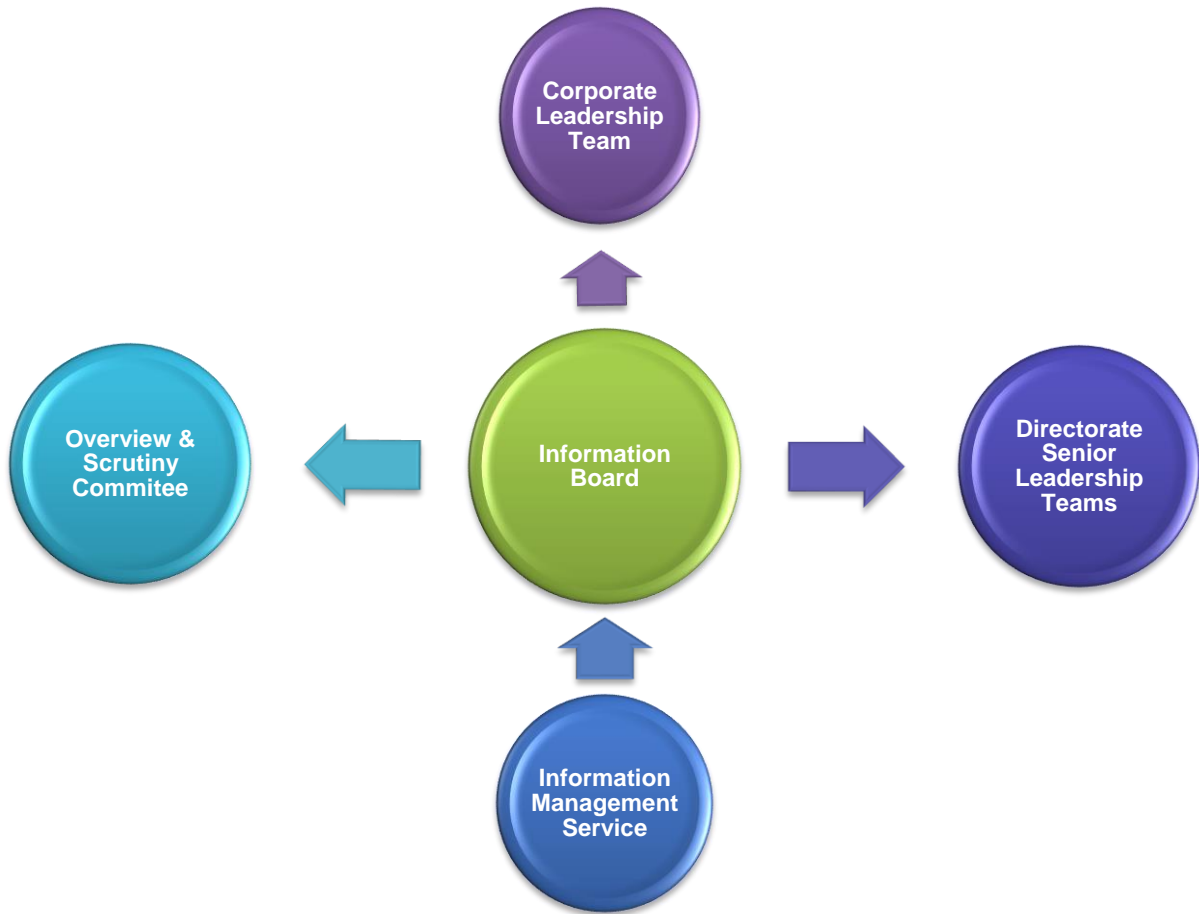 Corporate
Leadership
Team
Overview &
Scrutiny
Commitee
Information
Board
Directorate
Senior
Leadership
Teams
Information
Management
Service